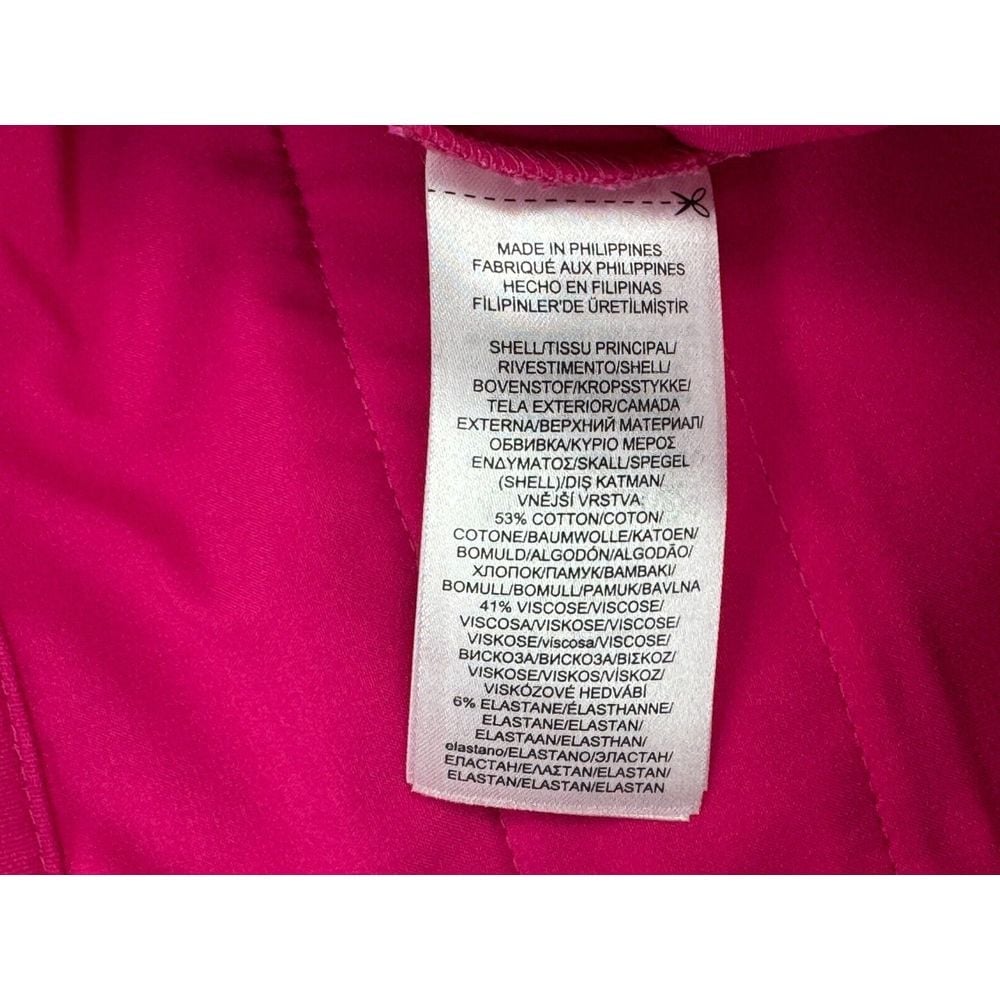 MADE IN PHILIPPINES
FABRIQUÉ AUX PHILIPPINES
HECHO EN FILIPINAS
FİLİPİNLER'DE ÜRETİLMİŞTİR
SHELL/TISSU PRINCIPAL/
RIVESTIMENTO/SHELL/
BOVENSTOF/KROPSSTYKKE/
TELA EXTERIOR/CAMADA
EXTERNA/ВЕРХНИЙ МАТЕРИАЛ/
ОБВИВКА/ΚΥΡΙΟ ΜΕΡΟΣ
ΕΝΔΥΜΑΤΟΣ/SKALL/SPEGEL
(SHELL)/DIŞ KATMAN/
VNĚJŠÍ VRSTVA:
53% COTTON/COTON/
COTONE/BAUMWOLLE/KATOEN/
BOMULD/ALGODÓN/ALGODÃO/
ХЛОПОК/ПАМУК/ΒΑΜΒΑΚΙ/
BOMULL/BOMULL/PAMUK/BAVLNA
41% VISCOSE/VISCOSE/
VISCOSA/VISKOSE/VISCOSE/
VISKOSE/viscosa/VISCOSE/
ВИСКОЗА/ВИСКОЗА/ΒΙΣΚΟΖ/
VISKOSE/VISKOS/VİSKOZ/
VISKÓZOVÉ HEDVÁBÍ
6% ELASTANE/ÉLASTHANNE/
ELASTANE/ELASTAN/
ELASTAAN/ELASTHAN/
elastano/ELASTANO/ЭЛАСТАН/
ЕЛАСТАН/ΕΛΑΣΤΑΝ/ELASTAN/
ELASTAN/ELASTAN/ELASTAN